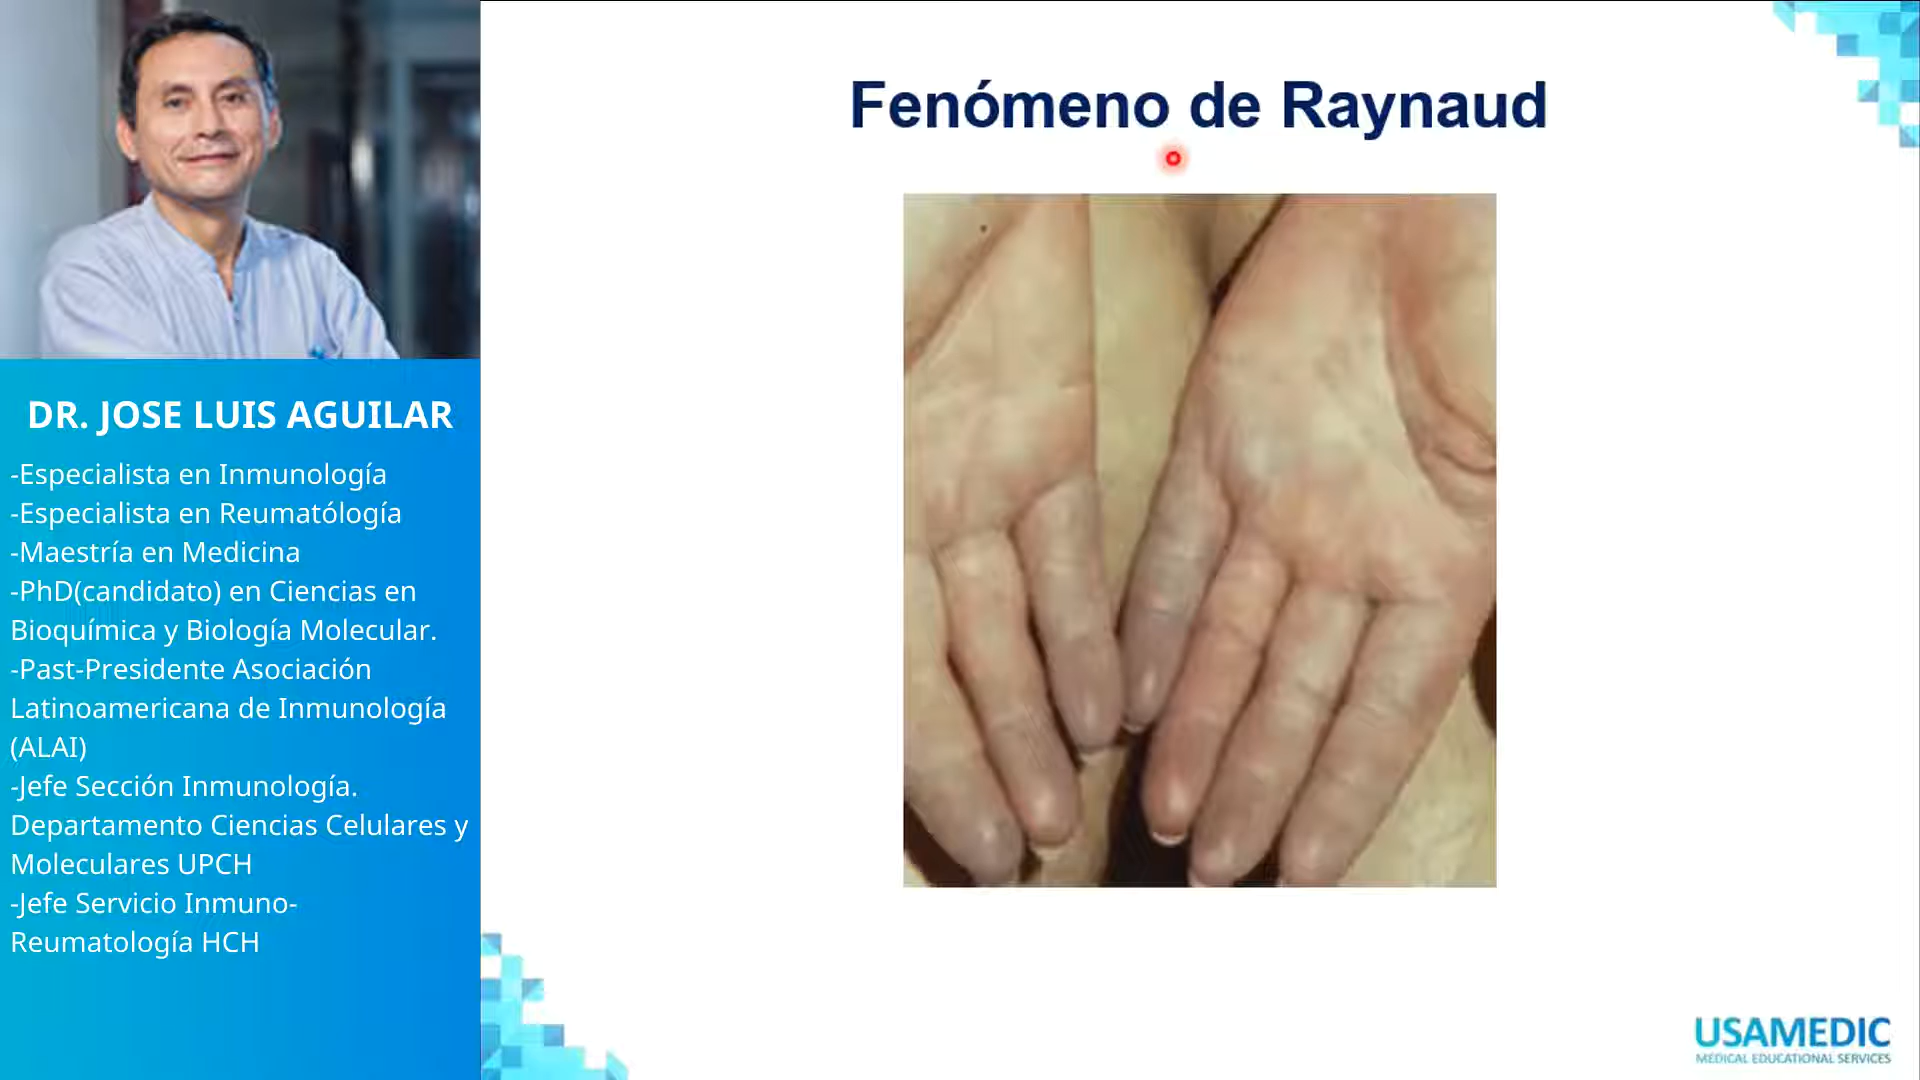 Fenómeno de Raynaud
DR. JOSE LUIS AGUILAR
-Especialista en Inmunología
-Especialista en Reumatólogía
-Maestría en Medicina
-PhD(candidato) en Ciencias en
Bioquímica y Biología Molecular.
-Past-Presidente Asociación
Latinoamericana de Inmunología
(ALAI)
-Jefe Sección Inmunología.
Departamento Ciencias Celulares y
Moleculares UPCH
-Jefe Servicio Inmuno-
Reumatología HCH
USAMEDIC
MEDICAL EDUCATIONAL SERVICES